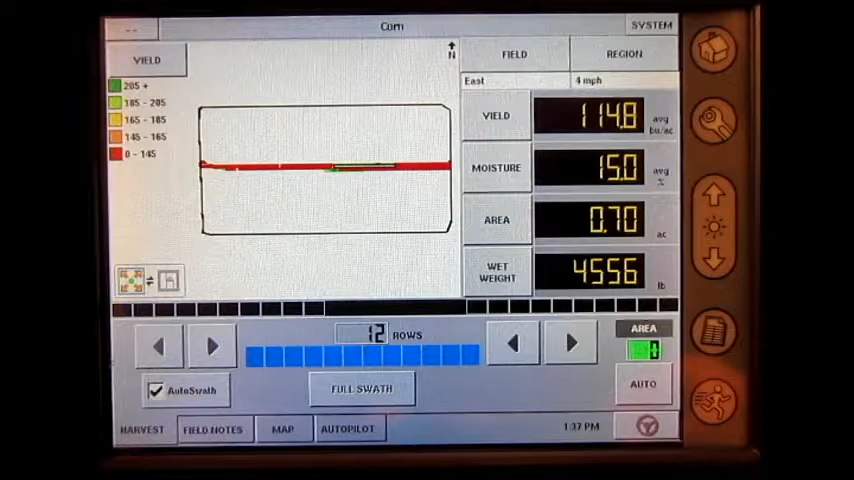 --
Corn
SYSTEM
YIELD
N
FIELD
REGION
205 +
185 - 205
165 - 185
145 - 165
0 - 145
East
4 mph
YIELD
114.8
avg
bu/ac
MOISTURE
15.0
avg
%
AREA
0.70
ac
WET
WEIGHT
4556
lb
12 ROWS
AREA
AutoSwath
FULL SWATH
AUTO
HARVEST
FIELD NOTES
MAP
AUTOPILOT
1:37 PM